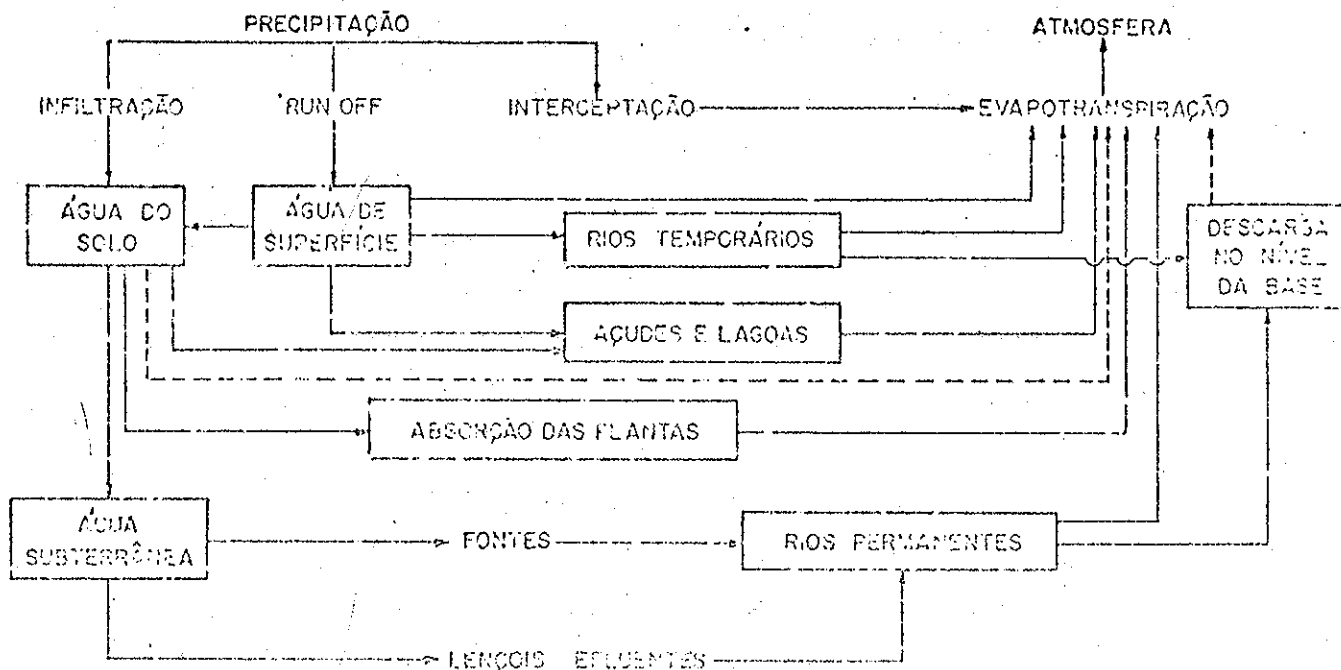 PRECIPITAÇÃO
ATMOSFERA
INFILTRAÇÃO
RUN OFF
INTERCEPTAÇÃO
EVAPOTRANSPIRAÇÃO
ÁGUA DO
SOLO
ÁGUA DE
SUPERFÍCIE
RIOS TEMPORÁRIOS
DESCARGA
NO NÍVEL
DA BASE
AÇUDES E LAGOAS
ABSORÇÃO DAS PLANTAS
ÁGUA
SUBTERRÂNEA
FONTES
RIOS PERMANENTES
LENÇOIS EFLUENTES